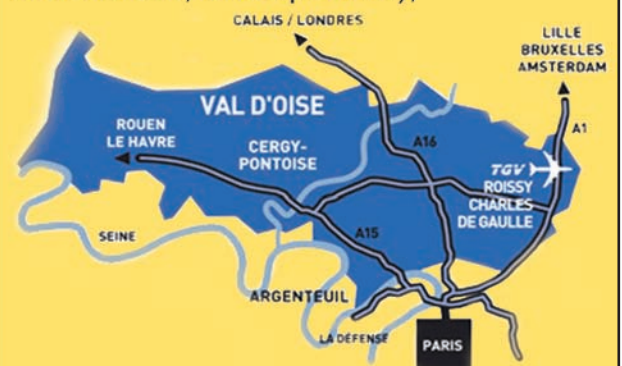 CALAIS / LONDRES
LILLE
BRUXELLES
AMSTERDAM
VAL D'OISE
ROUEN
LE HAVRE
CERGY-
PONTOISE
A16
A1
TGV
ROISSY
CHARLES
DE GAULLE
SEINE
A15
ARGENTEUIL
LA DÉFENSE
PARIS